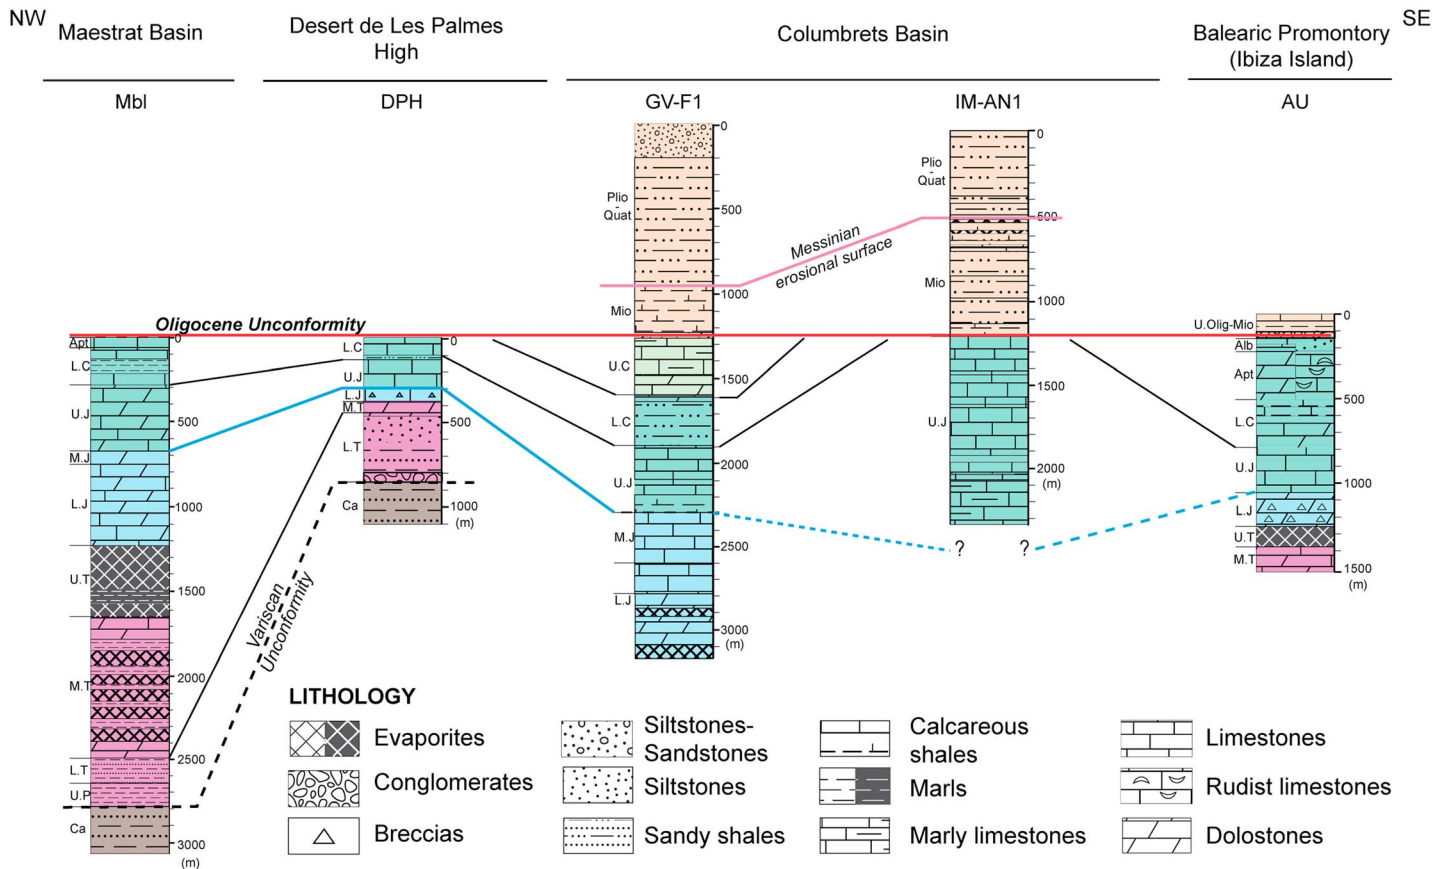 NW
SE
Maestrat Basin
Desert de Les Palmes
High
Columbrets Basin
Balearic Promontory
(Ibiza Island)
Mbl
DPH
GV-F1
IM-AN1
AU
Oligocene Unconformity
Messinian
erosional surface
Variscan
Unconformity
Apt
L.C
U.J
M.J
L.J
U.T
M.T
L.T
U.P
Ca
0
500
1000
1500
2000
2500
3000
(m)
L.C
U.J
L.J
M.T
L.T
Ca
0
500
1000
(m)
Plio
-
Quat
Mio
U.C
L.C
U.J
M.J
L.J
0
500
1000
1500
2000
2500
3000
(m)
Plio
-
Quat
Mio
U.J
0
500
1000
1500
2000
(m)
?
?
U.Olig-Mio
Alb
Apt
L.C
U.J
L.J
U.T
M.T
0
500
1000
1500
(m)
LITHOLOGY
Evaporites
Conglomerates
Breccias
Siltstones-
Sandstones
Siltstones
Sandy shales
Calcareous
shales
Marls
Marly limestones
Limestones
Rudist limestones
Dolostones